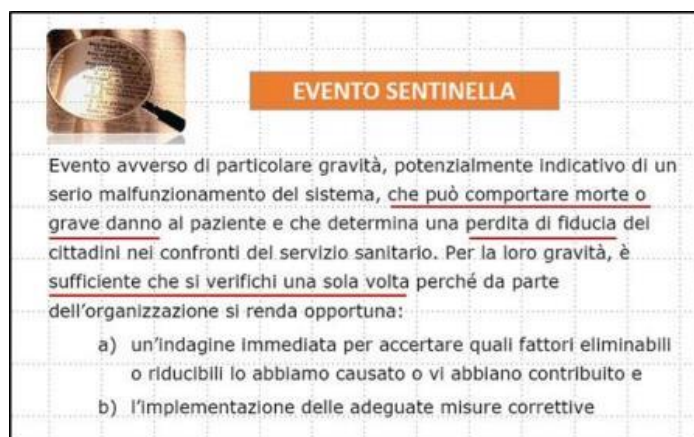 EVENTO SENTINELLA
Evento avverso di particolare gravità, potenzialmente indicativo di un
serio malfunzionamento del sistema, che può comportare morte o
grave danno al paziente e che determina una perdita di fiducia dei
cittadini nei confronti del servizio sanitario. Per la loro gravità, è
sufficiente che si verifichi una sola volta perché da parte
dell'organizzazione si renda opportuna:
a) un'indagine immediata per accertare quali fattori eliminabili
o riducibili lo abbiamo causato o vi abbiano contribuito e
b) l'implementazione delle adeguate misure correttive